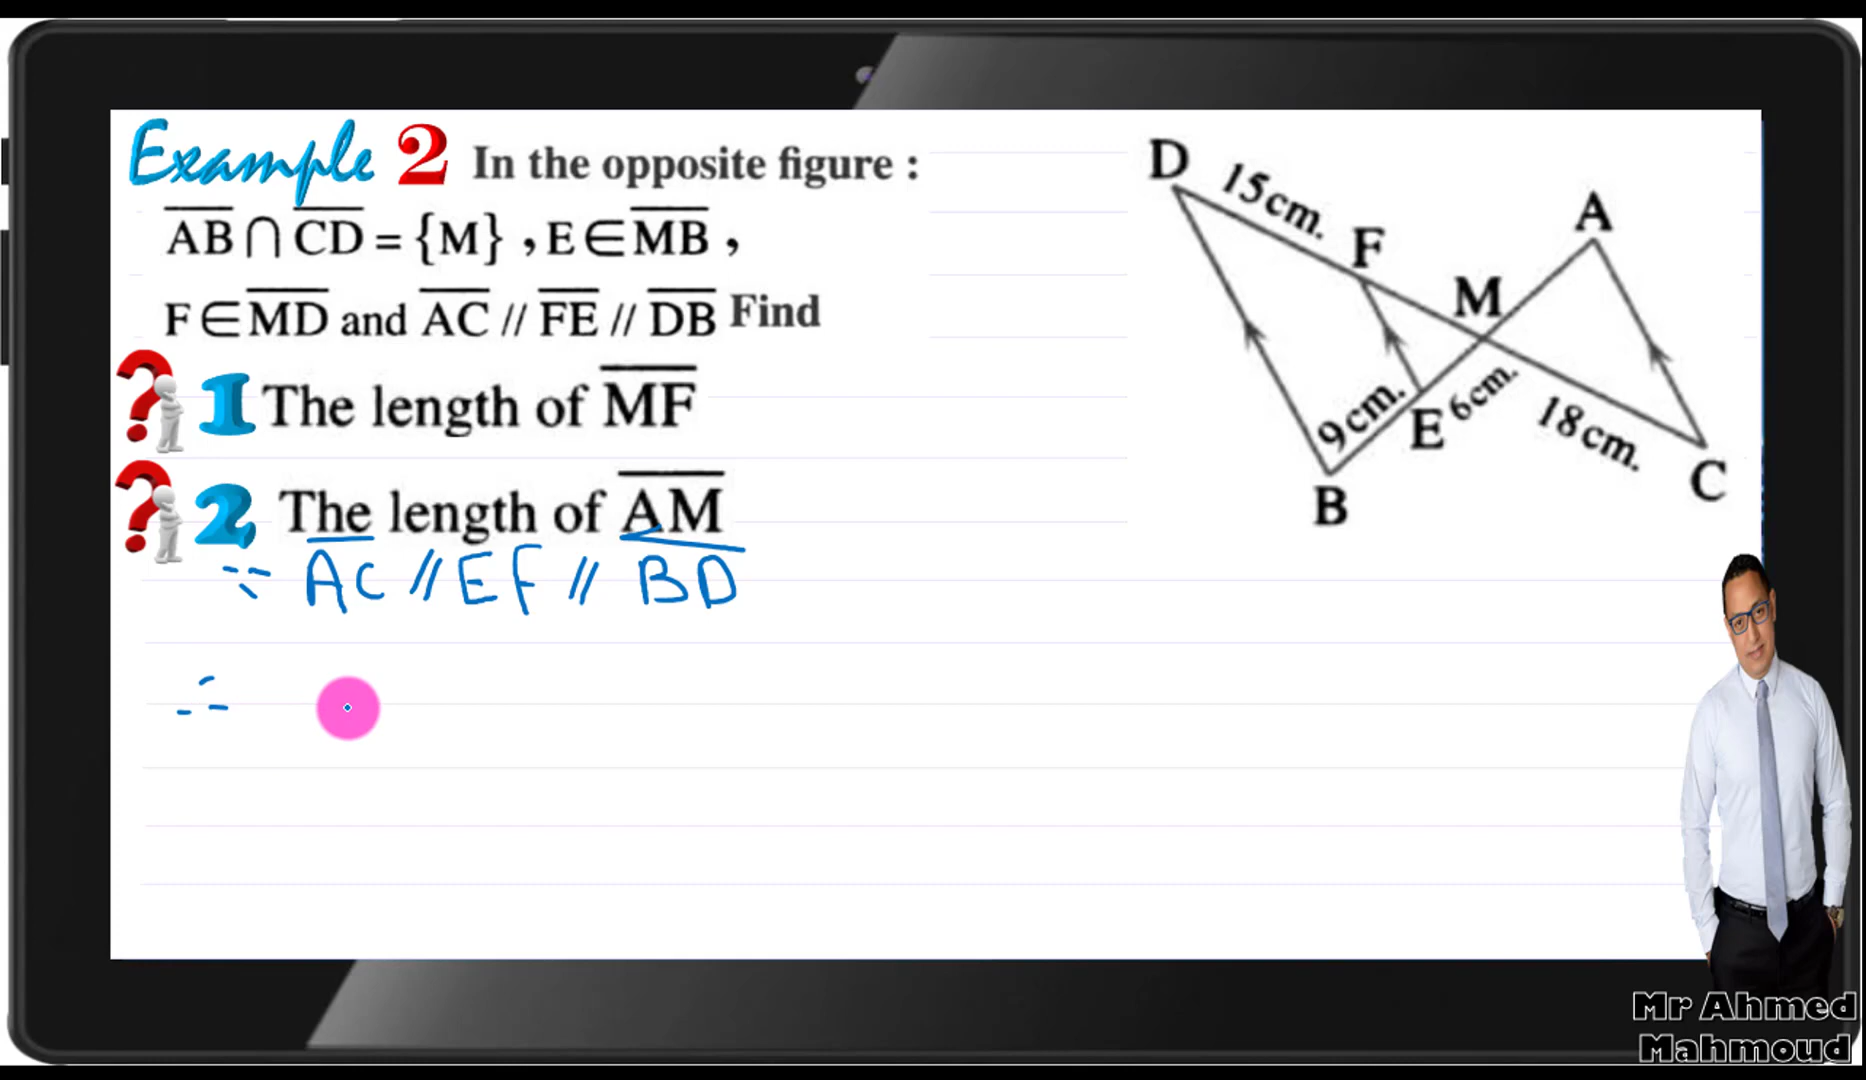 Example 2 In the opposite figure :
AB ∩ CD = {M} , E ∈ MB ,
F ∈ MD and AC // FE // DB Find
? 1 The length of MF
? 2 The length of AM
∵ AC // EF // BD
∴
D
15cm.
F
A
M
9cm.
E
6cm.
18cm.
B
C
Mr Ahmed
Mahmoud